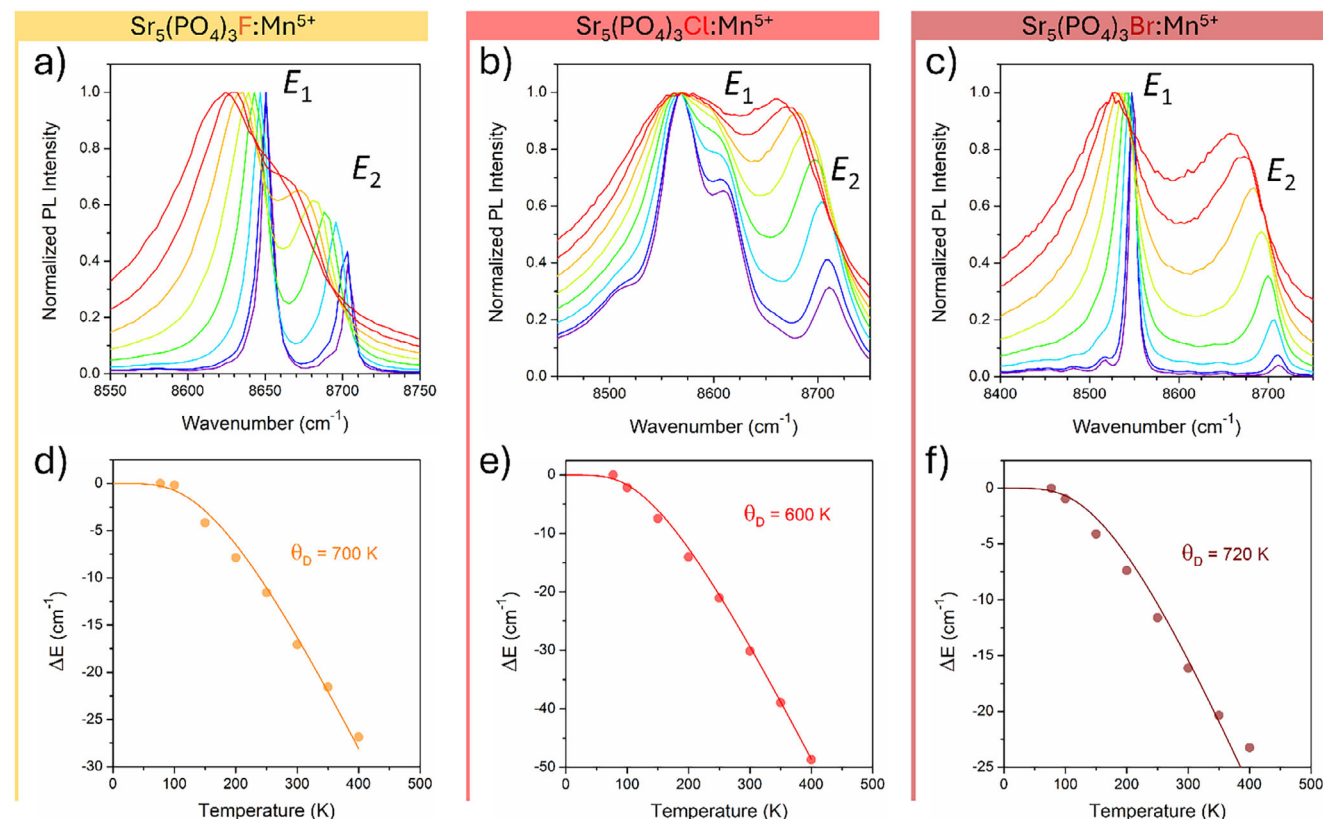 Sr₅(PO₄)₃F:Mn⁵⁺
Sr₅(PO₄)₃Cl:Mn⁵⁺
Sr₅(PO₄)₃Br:Mn⁵⁺
a)
E₁
E₂
Normalized PL Intensity
1.0
0.8
0.6
0.4
0.2
0.0
8550 8600 8650 8700 8750
Wavenumber (cm⁻¹)
b)
E₁
E₂
Normalized PL Intensity
1.0
0.8
0.6
0.4
0.2
0.0
8500 8600 8700
Wavenumber (cm⁻¹)
c)
E₁
E₂
Normalized PL Intensity
1.0
0.8
0.6
0.4
0.2
0.0
8400 8500 8600 8700
Wavenumber (cm⁻¹)
d)
θ_D = 700 K
ΔE (cm⁻¹)
0
-5
-10
-15
-20
-25
-30
0 100 200 300 400 500
Temperature (K)
e)
θ_D = 600 K
ΔE (cm⁻¹)
0
-10
-20
-30
-40
-50
0 100 200 300 400 500
Temperature (K)
f)
θ_D = 720 K
ΔE (cm⁻¹)
0
-5
-10
-15
-20
-25
0 100 200 300 400 500
Temperature (K)